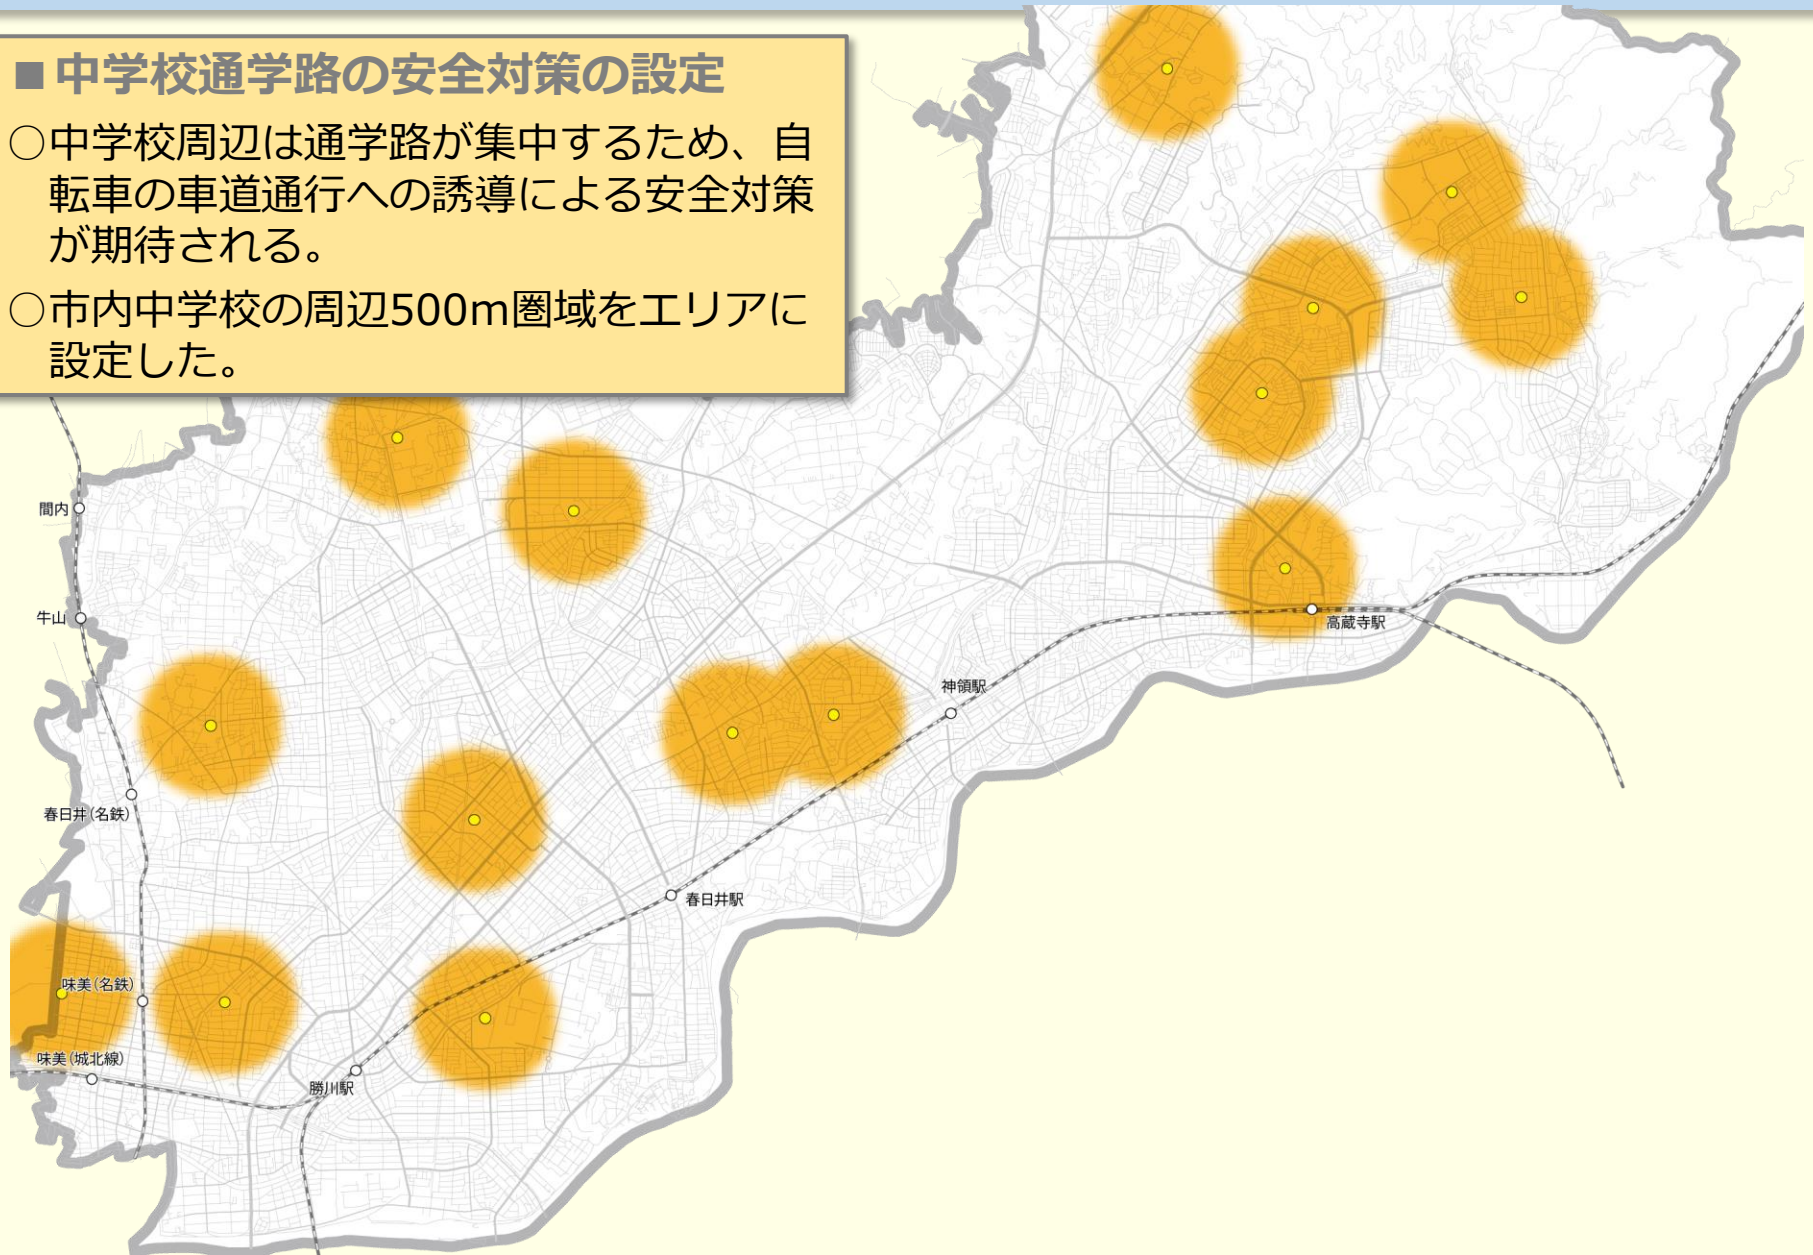 ■中学校通学路の安全対策の設定
○中学校周辺は通学路が集中するため、自
転車の車道通行への誘導による安全対策
が期待される。
○市内中学校の周辺500m圏域をエリアに
設定した。
間内
牛山
高蔵寺駅
神領駅
春日井(名鉄)
春日井駅
味美(名鉄)
味美(城北線)
勝川駅